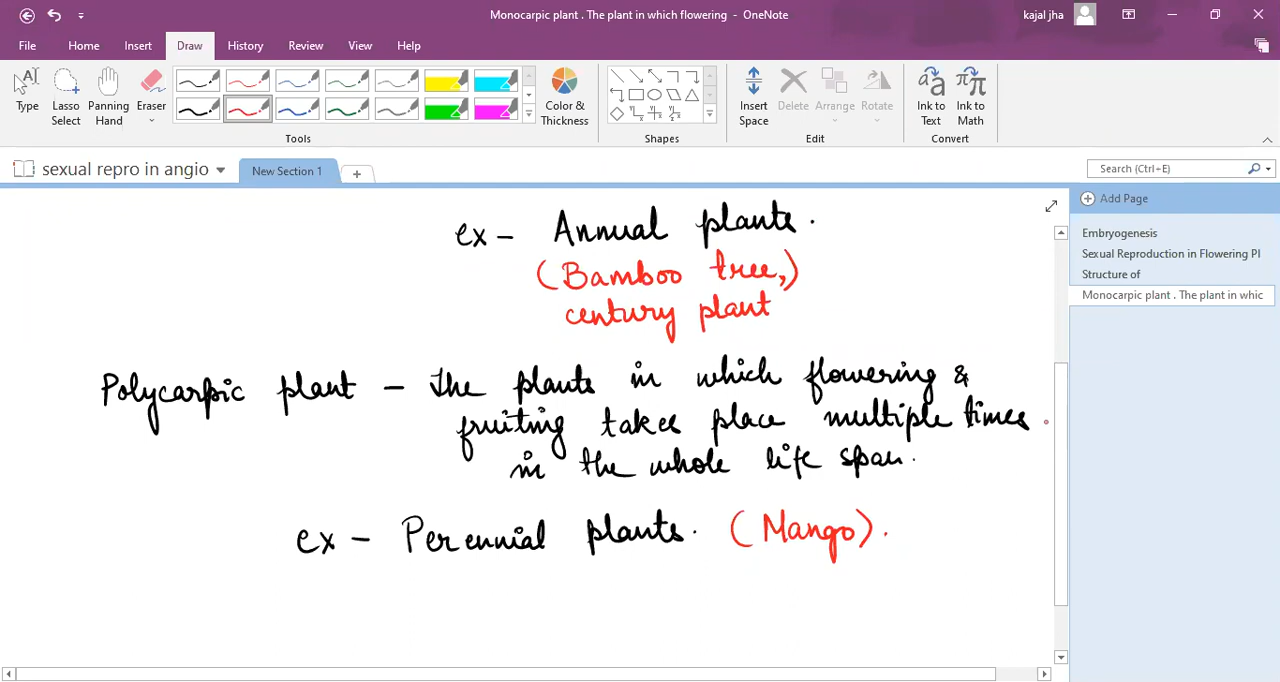 Monocarpic plant . The plant in which flowering - OneNote
kajal jha
File Home Insert Draw History Review View Help
Type
Lasso Select
Panning Hand
Eraser
Color & Thickness
Insert Space
Delete
Arrange
Rotate
Ink to Text
Ink to Math
Tools
Shapes
Edit
Convert
sexual repro in angio
New Section 1
Search (Ctrl+E)
Add Page
Embryogenesis
Sexual Reproduction in Flowering Pl
Structure of
Monocarpic plant . The plant in whic
ex - Annual plants.
(Bamboo tree,)
century plant
Polycarpic plant - The plants in which flowering &
fruiting takes place multiple times
in the whole life span.
ex - Perennial plants. (Mango).